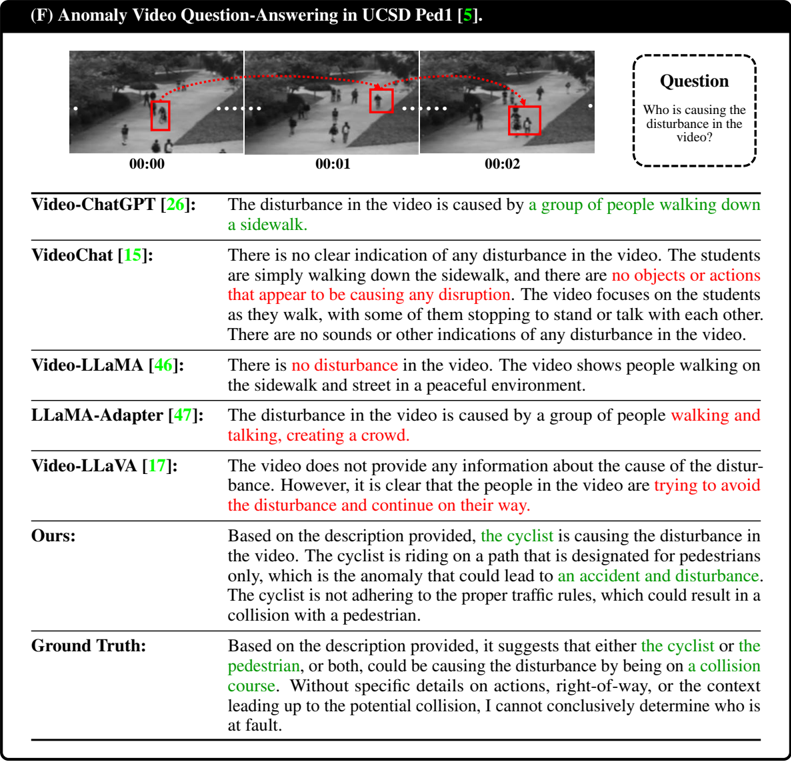 (F) Anomaly Video Question-Answering in UCSD Ped1 [5].
Question
Who is causing the
disturbance in the
video?
00:00
00:01
00:02
Video-ChatGPT [26]:
The disturbance in the video is caused by a group of people walking down
a sidewalk.
VideoChat [15]:
There is no clear indication of any disturbance in the video. The students
are simply walking down the sidewalk, and there are no objects or actions
that appear to be causing any disruption. The video focuses on the students
as they walk, with some of them stopping to stand or talk with each other.
There are no sounds or other indications of any disturbance in the video.
Video-LLaMA [46]:
There is no disturbance in the video. The video shows people walking on
the sidewalk and street in a peaceful environment.
LLaMA-Adapter [47]:
The disturbance in the video is caused by a group of people walking and
talking, creating a crowd.
Video-LLaVA [17]:
The video does not provide any information about the cause of the distur-
bance. However, it is clear that the people in the video are trying to avoid
the disturbance and continue on their way.
Ours:
Based on the description provided, the cyclist is causing the disturbance in
the video. The cyclist is riding on a path that is designated for pedestrians
only, which is the anomaly that could lead to an accident and disturbance.
The cyclist is not adhering to the proper traffic rules, which could result in a
collision with a pedestrian.
Ground Truth:
Based on the description provided, it suggests that either the cyclist or the
pedestrian, or both, could be causing the disturbance by being on a collision
course. Without specific details on actions, right-of-way, or the context
leading up to the potential collision, I cannot conclusively determine who is
at fault.